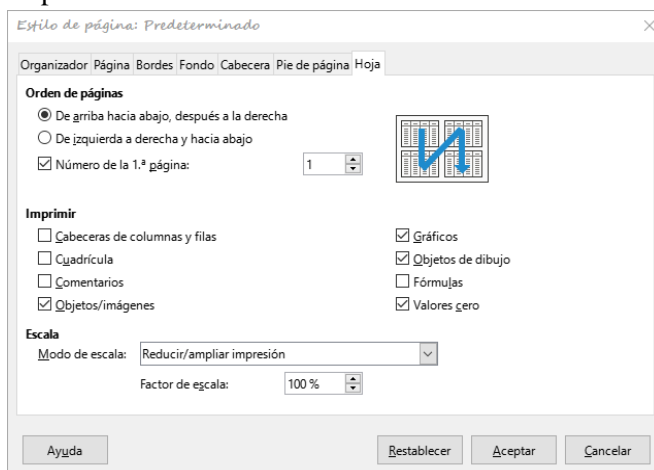 Estilo de página: Predeterminado
Organizador Página Bordes Fondo Cabecera Pie de página Hoja
Orden de páginas
De arriba hacia abajo, después a la derecha
De izquierda a derecha y hacia abajo
Número de la 1.ª página: 1
Imprimir
Cabeceras de columnas y filas
Cuadrícula
Comentarios
Objetos/imágenes
Gráficos
Objetos de dibujo
Fórmulas
Valores cero
Escala
Modo de escala: Reducir/ampliar impresión
Factor de escala: 100 %
Ayuda Restablecer Aceptar Cancelar